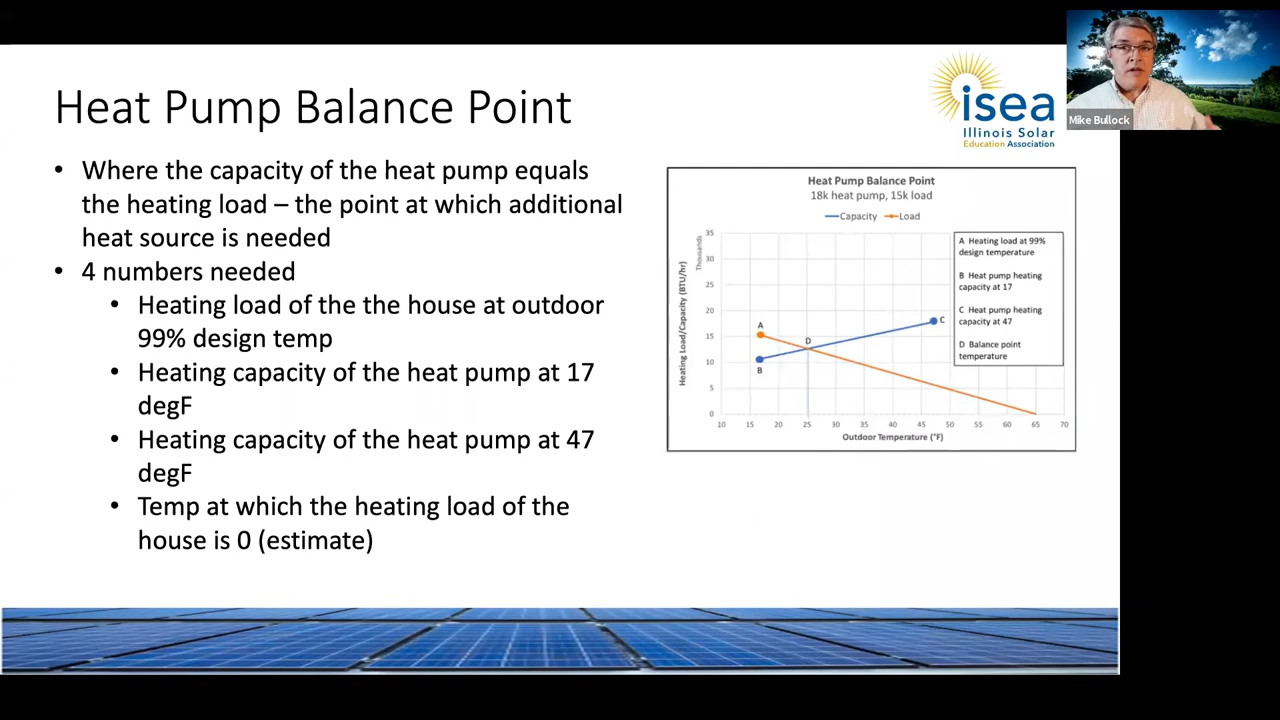 Heat Pump Balance Point
isea
Illinois Solar
Education Association
Mike Bullock
• Where the capacity of the heat pump equals
the heating load – the point at which additional
heat source is needed
• 4 numbers needed
• Heating load of the the house at outdoor
99% design temp
• Heating capacity of the heat pump at 17
degF
• Heating capacity of the heat pump at 47
degF
• Temp at which the heating load of the
house is 0 (estimate)
Heat Pump Balance Point
18k heat pump, 15k load
Capacity Load
Heating Load/Capacity (BTU/hr)
Thousands
35
30
25
20
15
10
5
0
A
B
C
D
A Heating load at 99%
design temperature
B Heat pump heating
capacity at 17
C Heat pump heating
capacity at 47
D Balance point
temperature
10 15 20 25 30 35 40 45 50 55 60 65 70
Outdoor Temperature (°F)